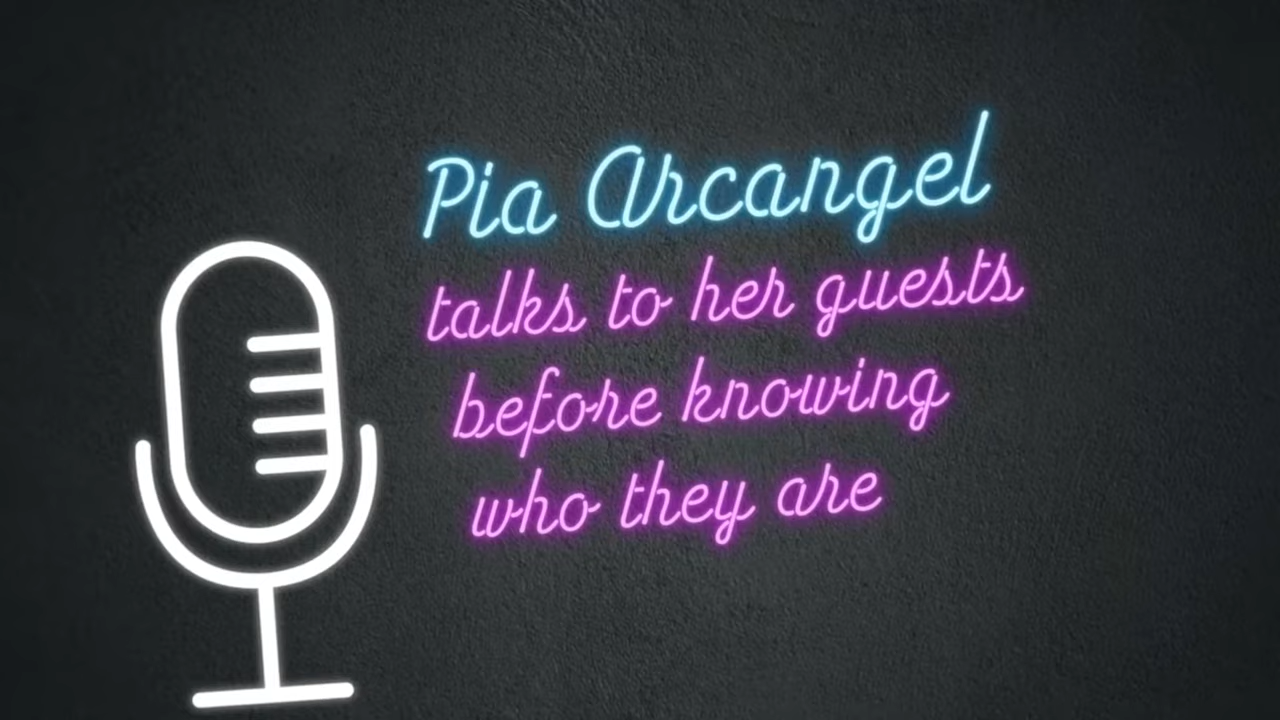 Pia Arcangel
talks to her guests
before knowing
who they are